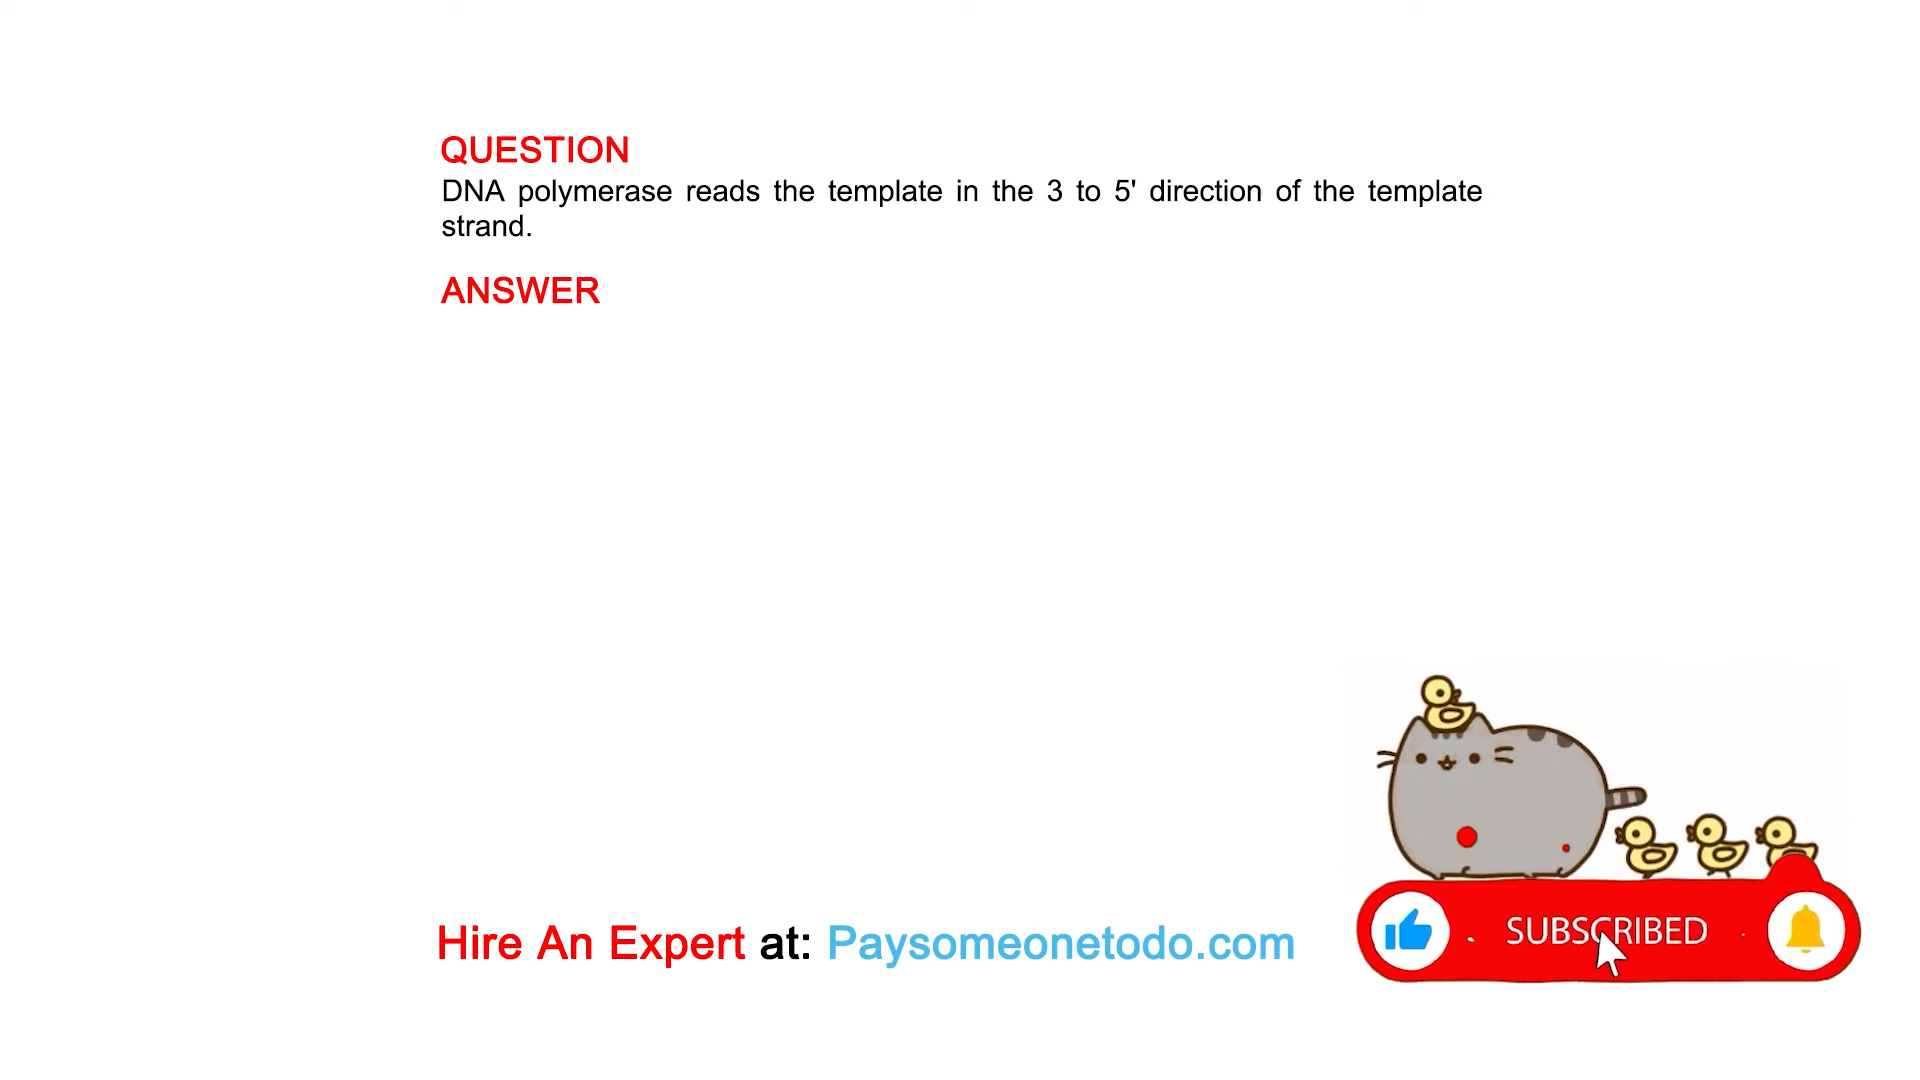 QUESTION
DNA polymerase reads the template in the 3 to 5' direction of the template
strand.
ANSWER
Hire An Expert at: Paysomeonetodo.com
SUBSCRIBED